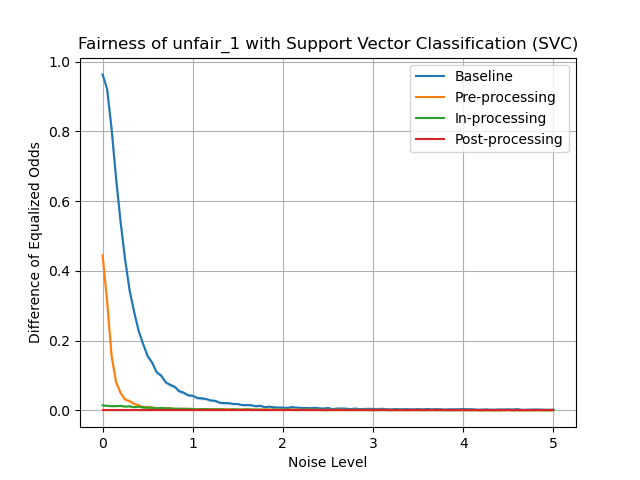 Fairness of unfair_1 with Support Vector Classification (SVC)
Baseline
Pre-processing
In-processing
Post-processing
Difference of Equalized Odds
1.0
0.8
0.6
0.4
0.2
0.0
0 1 2 3 4 5
Noise Level